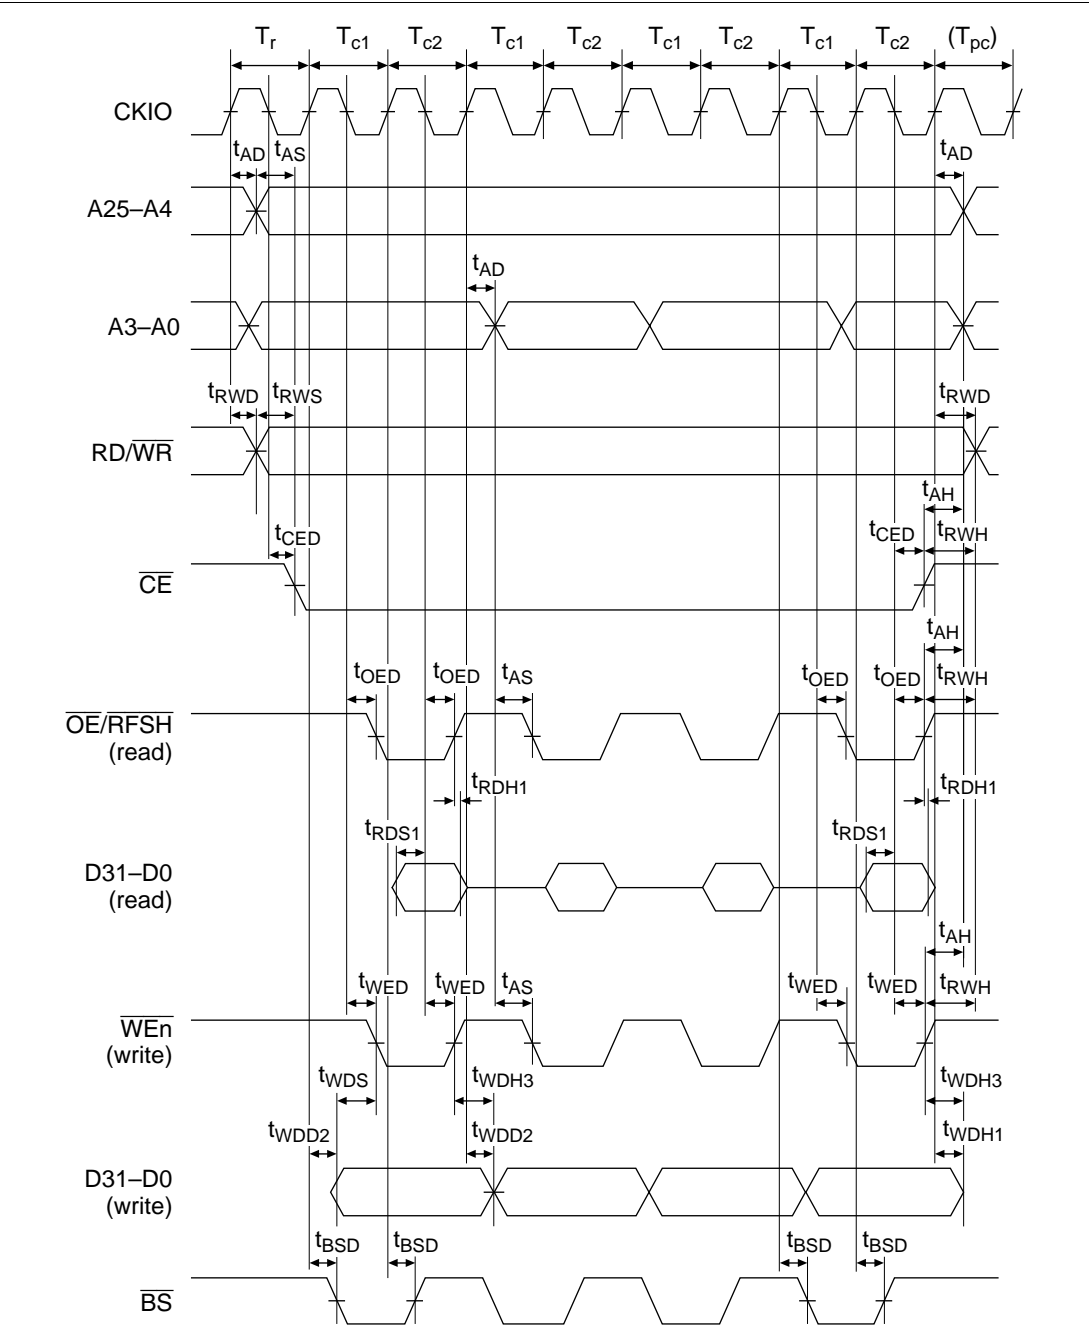 Tr Tc1 Tc2 Tc1 Tc2 Tc1 Tc2 Tc1 Tc2 (Tpc)
CKIO
tAD tAS tAD
A25–A4
tAD
A3–A0
tRWD tRWS tRWD
RD/WR
tAH
tCED tCED tRWH
CE
tAH
tOED tOED tAS tOED tOED tRWH
OE/RFSH
(read)
tRDH1 tRDH1
tRDS1 tRDS1
D31–D0
(read)
tAH
tWED tWED tAS tWED tWED tRWH
WEn
(write)
tWDS tWDH3 tWDH3
tWDD2 tWDD2 tWDH1
D31–D0
(write)
tBSD tBSD tBSD tBSD
BS